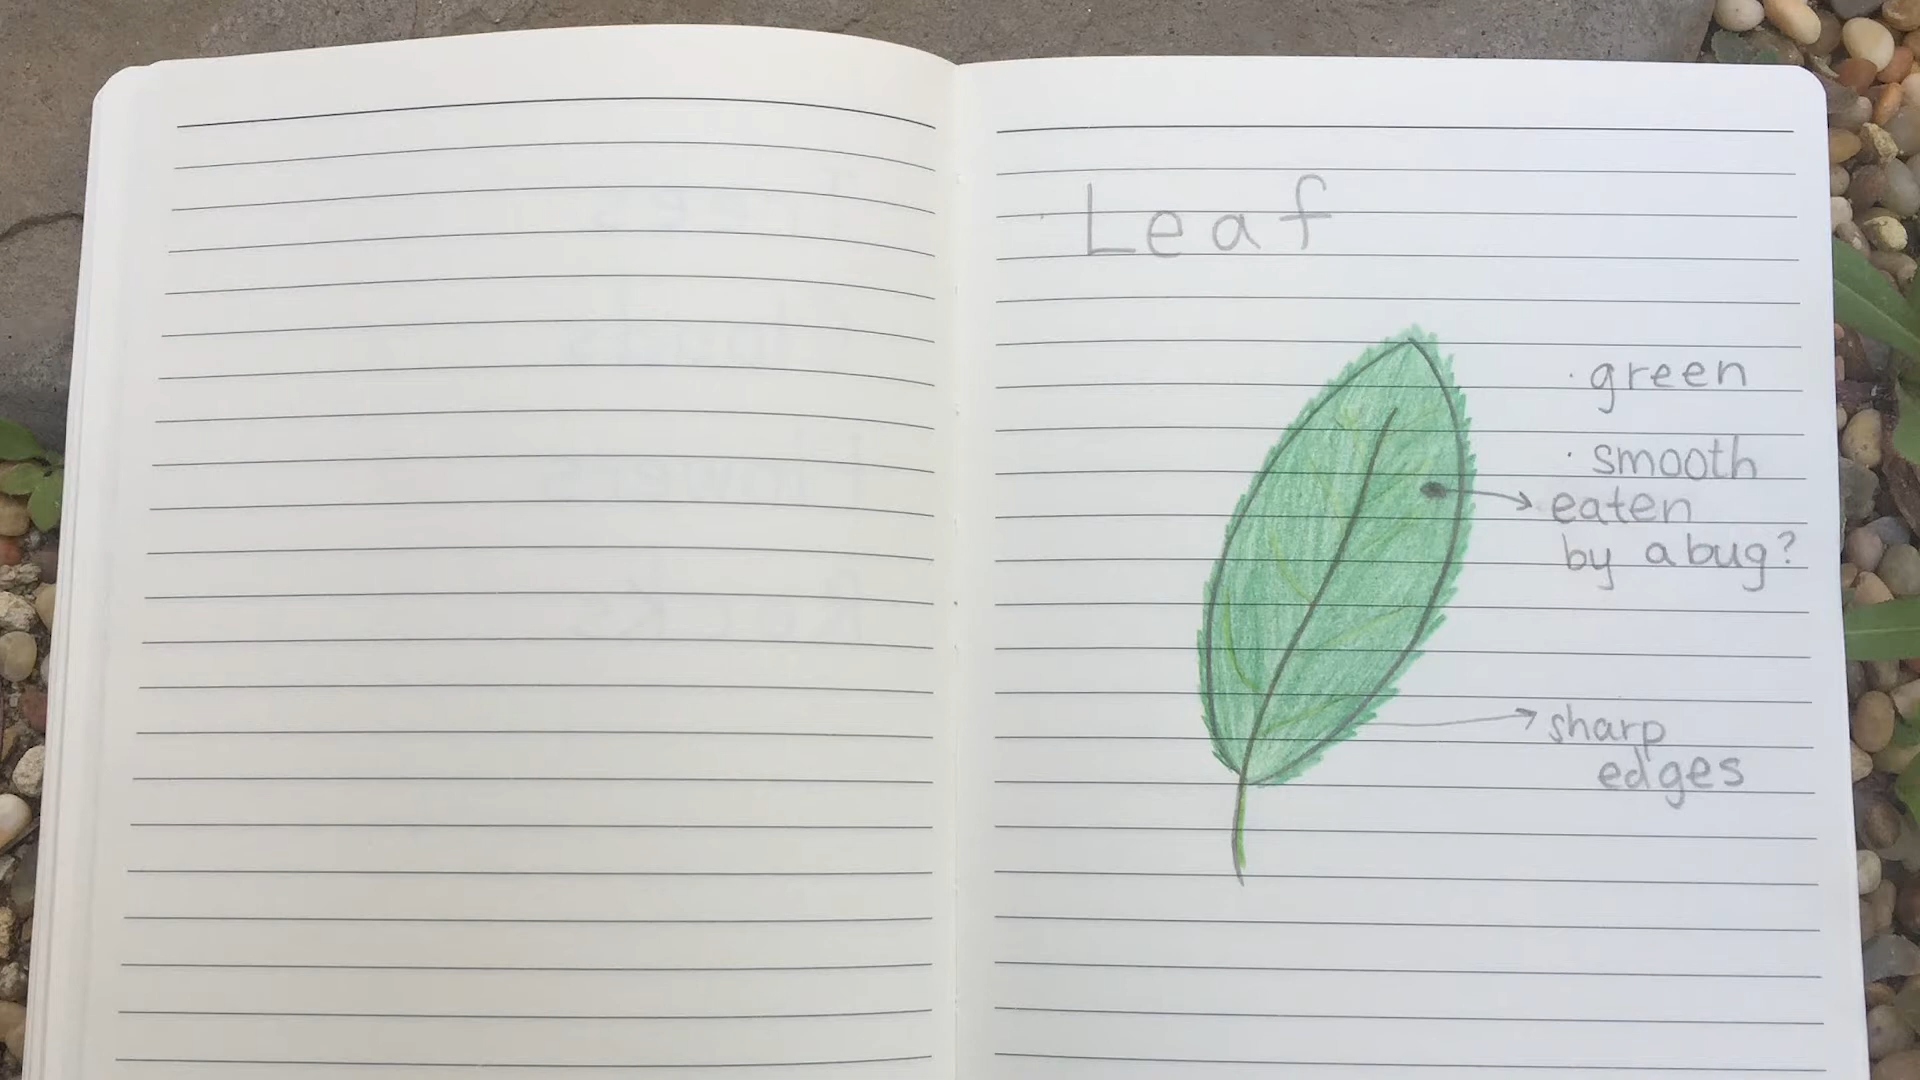 Leaf
· green
· smooth
eaten
by a bug?
sharp
edges